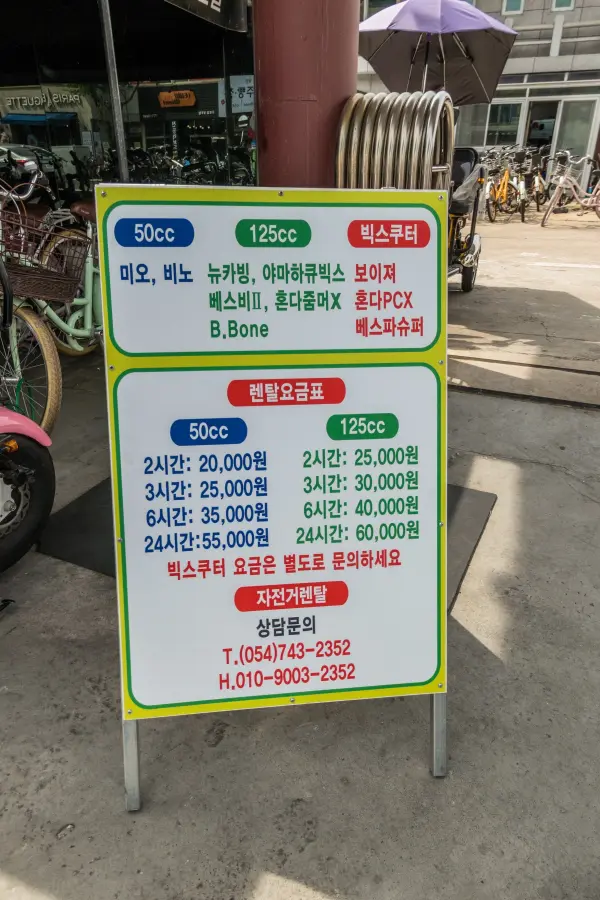 PARIS BAGUETTE
50cc 125cc 빅스쿠터
미오, 비노 뉴카빙, 야마하큐빅스 보이져
베스비Ⅱ, 혼다줌머X 혼다PCX
B.Bone 베스파슈퍼
렌탈요금표
50cc 125cc
2시간: 20,000원 2시간: 25,000원
3시간: 25,000원 3시간: 30,000원
6시간: 35,000원 6시간: 40,000원
24시간:55,000원 24시간: 60,000원
빅스쿠터 요금은 별도로 문의하세요
자전거렌탈
상담문의
T.(054)743-2352
H.010-9003-2352